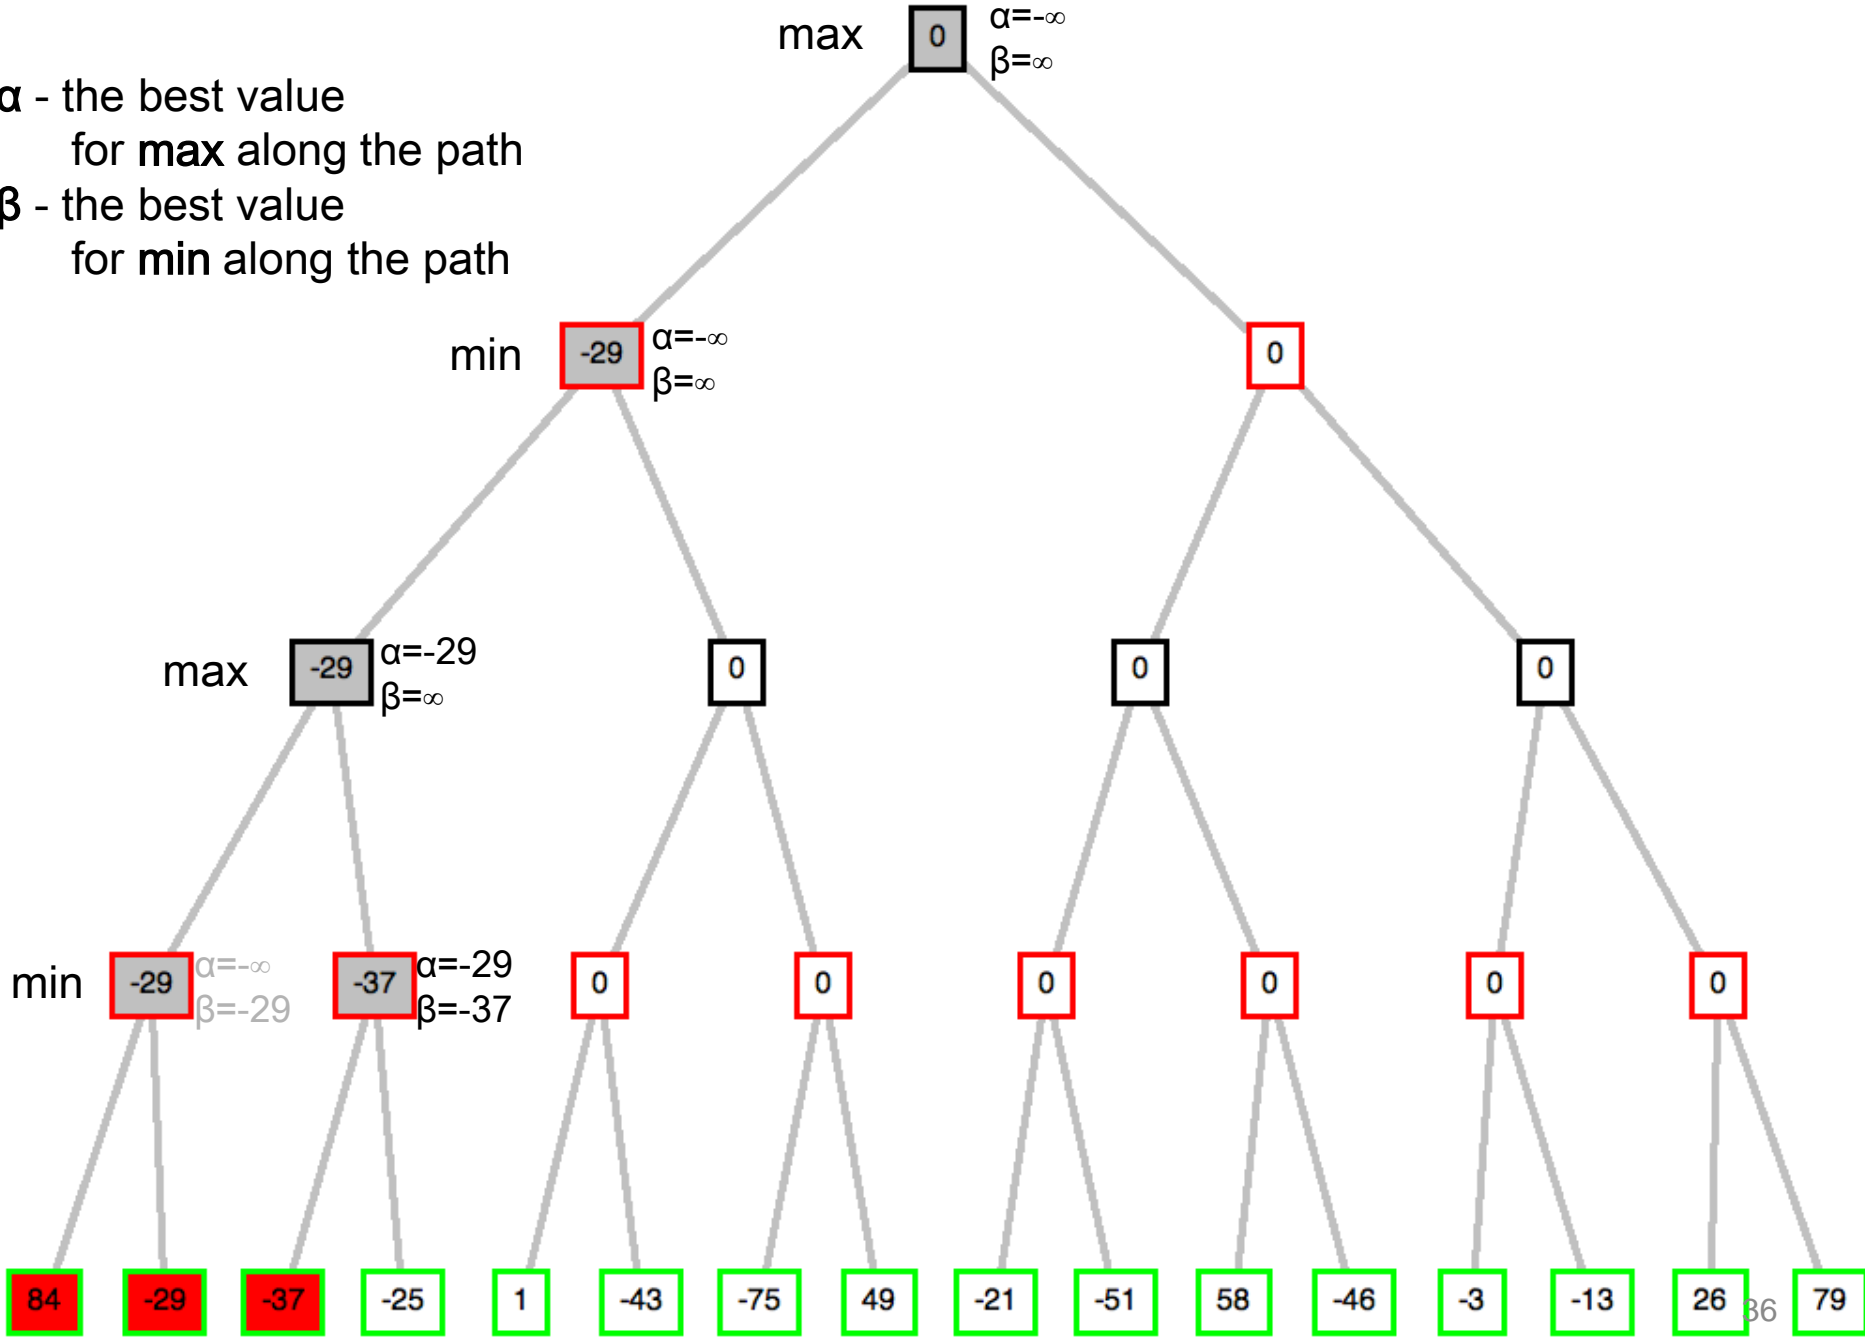 max 0 α=-∞
β=∞
α - the best value
for max along the path
β - the best value
for min along the path
min -29 α=-∞ 0
β=∞
max -29 α=-29 0 0 0
β=∞
min -29 α=-∞ -37 α=-29 0 0 0 0 0 0
β=-29 β=-37
84 -29 -37 -25 1 -43 -75 49 -21 -51 58 -46 -3 -13 26 36 79